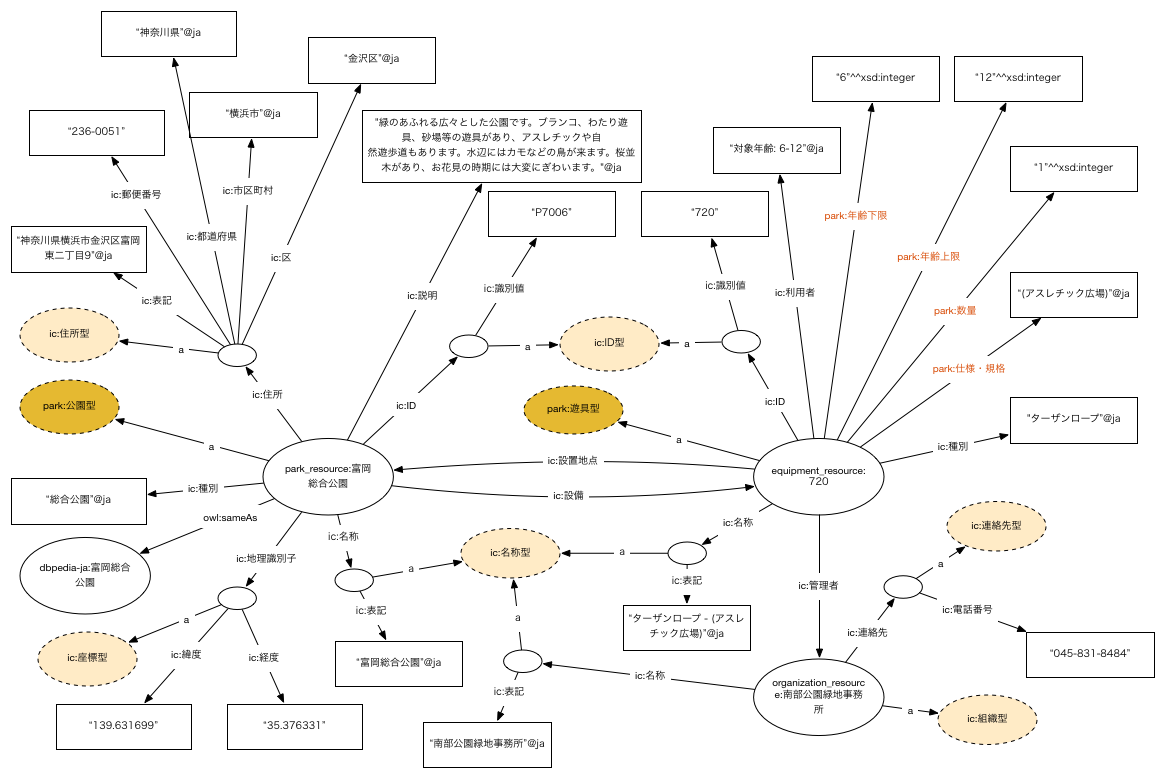 "神奈川県"@ja
"金沢区"@ja
"6"^^xsd:integer
"12"^^xsd:integer
"横浜市"@ja
"236-0051"
"緑のあふれる広々とした公園です。ブランコ、わたり遊
具、砂場等の遊具があり、アスレチックや自
然遊歩道もあります。水辺にはカモなどの鳥が来ます。桜並
木があり、お花見の時期には大変にぎわいます。"@ja
"対象年齢: 6-12"@ja
"1"^^xsd:integer
ic:郵便番号
ic:市区町村
"P7006"
"720"
park:年齢下限
ic:都道府県
"神奈川県横浜市金沢区富岡
東二丁目9"@ja
ic:区
park:年齢上限
ic:表記
ic:説明
ic:識別値
ic:識別値
ic:利用者
"(アスレチック広場)"@ja
park:数量
ic:住所型
a
a
ic:ID型
a
park:仕様・規格
ic:住所
park:公園型
ic:ID
park:遊具型
ic:ID
"ターザンロープ"@ja
a
a
ic:種別
ic:設置地点
park_resource:富岡
総合公園
equipment_resource:
720
ic:種別
"総合公園"@ja
ic:設備
owl:sameAs
ic:名称
ic:名称
ic:連絡先型
ic:地理識別子
ic:名称型
a
a
dbpedia-ja:富岡総合
公園
a
ic:表記
ic:管理者
ic:表記
ic:電話番号
a
a
"ターザンロープ - (アスレ
チック広場)"@ja
ic:連絡先
ic:座標型
ic:緯度
ic:経度
"富岡総合公園"@ja
"045-831-8484"
ic:名称
ic:表記
organization_resourc
e:南部公園緑地事務
所
a
ic:組織型
"139.631699"
"35.376331"
"南部公園緑地事務所"@ja